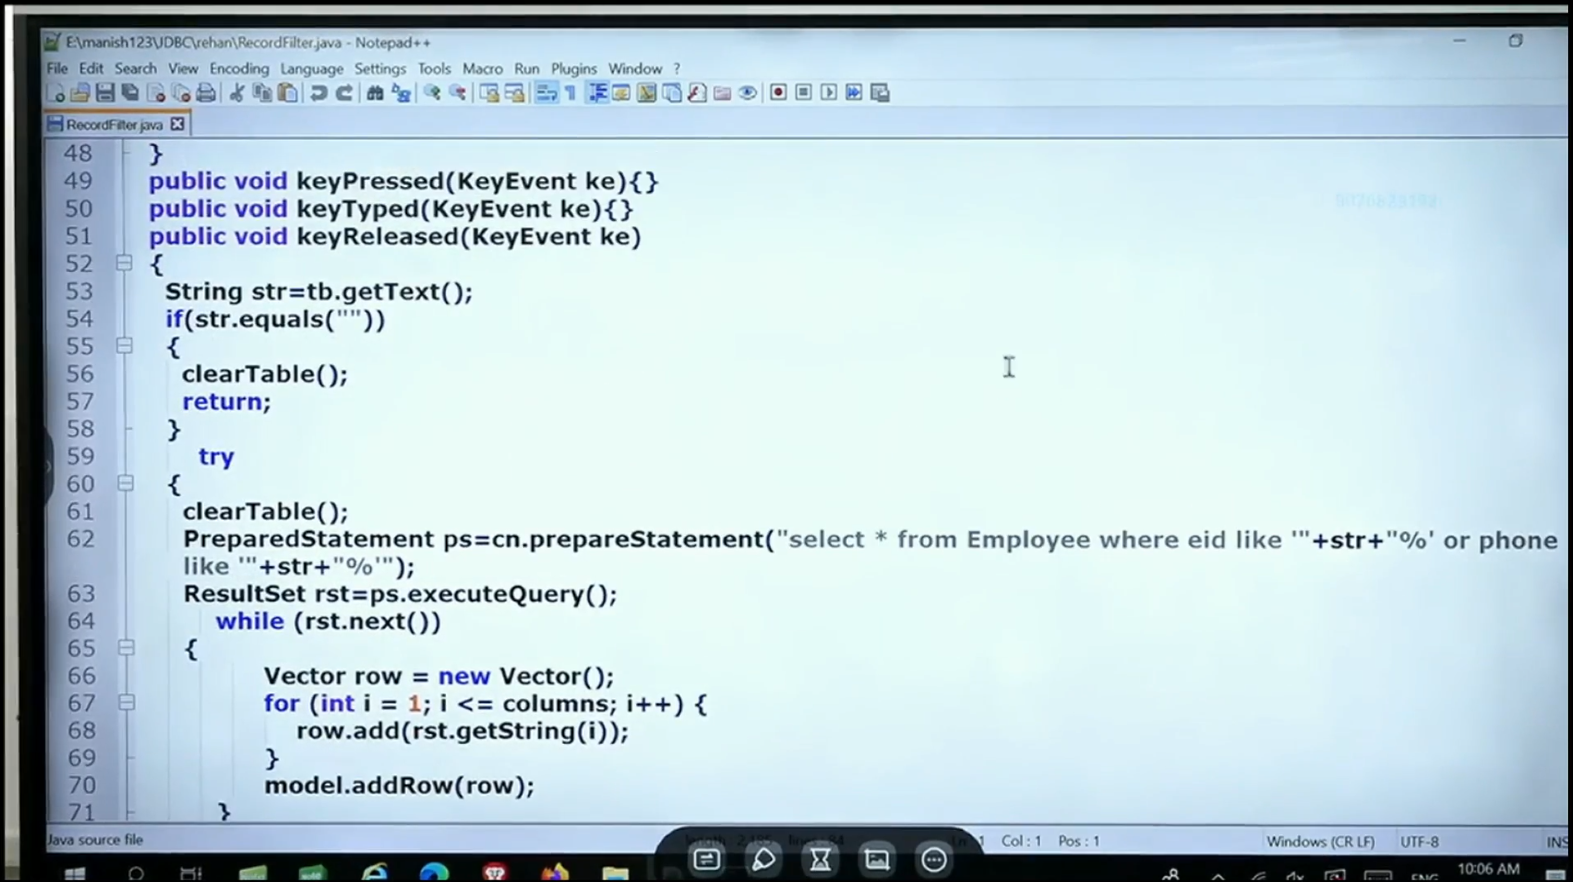 E:\manish123\JDBC\rehan\RecordFilter.java - Notepad++
File Edit Search View Encoding Language Settings Tools Macro Run Plugins Window ?
RecordFilter.java
48 }
49 public void keyPressed(KeyEvent ke){}
50 public void keyTyped(KeyEvent ke){}
51 public void keyReleased(KeyEvent ke)
52 {
53 String str=tb.getText();
54 if(str.equals(""))
55 {
56 clearTable();
57 return;
58 }
59 try
60 {
61 clearTable();
62 PreparedStatement ps=cn.prepareStatement("select * from Employee where eid like '"+str+"%' or phone
like '"+str+"%'");
63 ResultSet rst=ps.executeQuery();
64 while (rst.next())
65 {
66 Vector row = new Vector();
67 for (int i = 1; i <= columns; i++) {
68 row.add(rst.getString(i));
69 }
70 model.addRow(row);
71 }
Java source file Col : 1 Pos : 1 Windows (CR LF) UTF-8 INS
ENG 10:06 AM